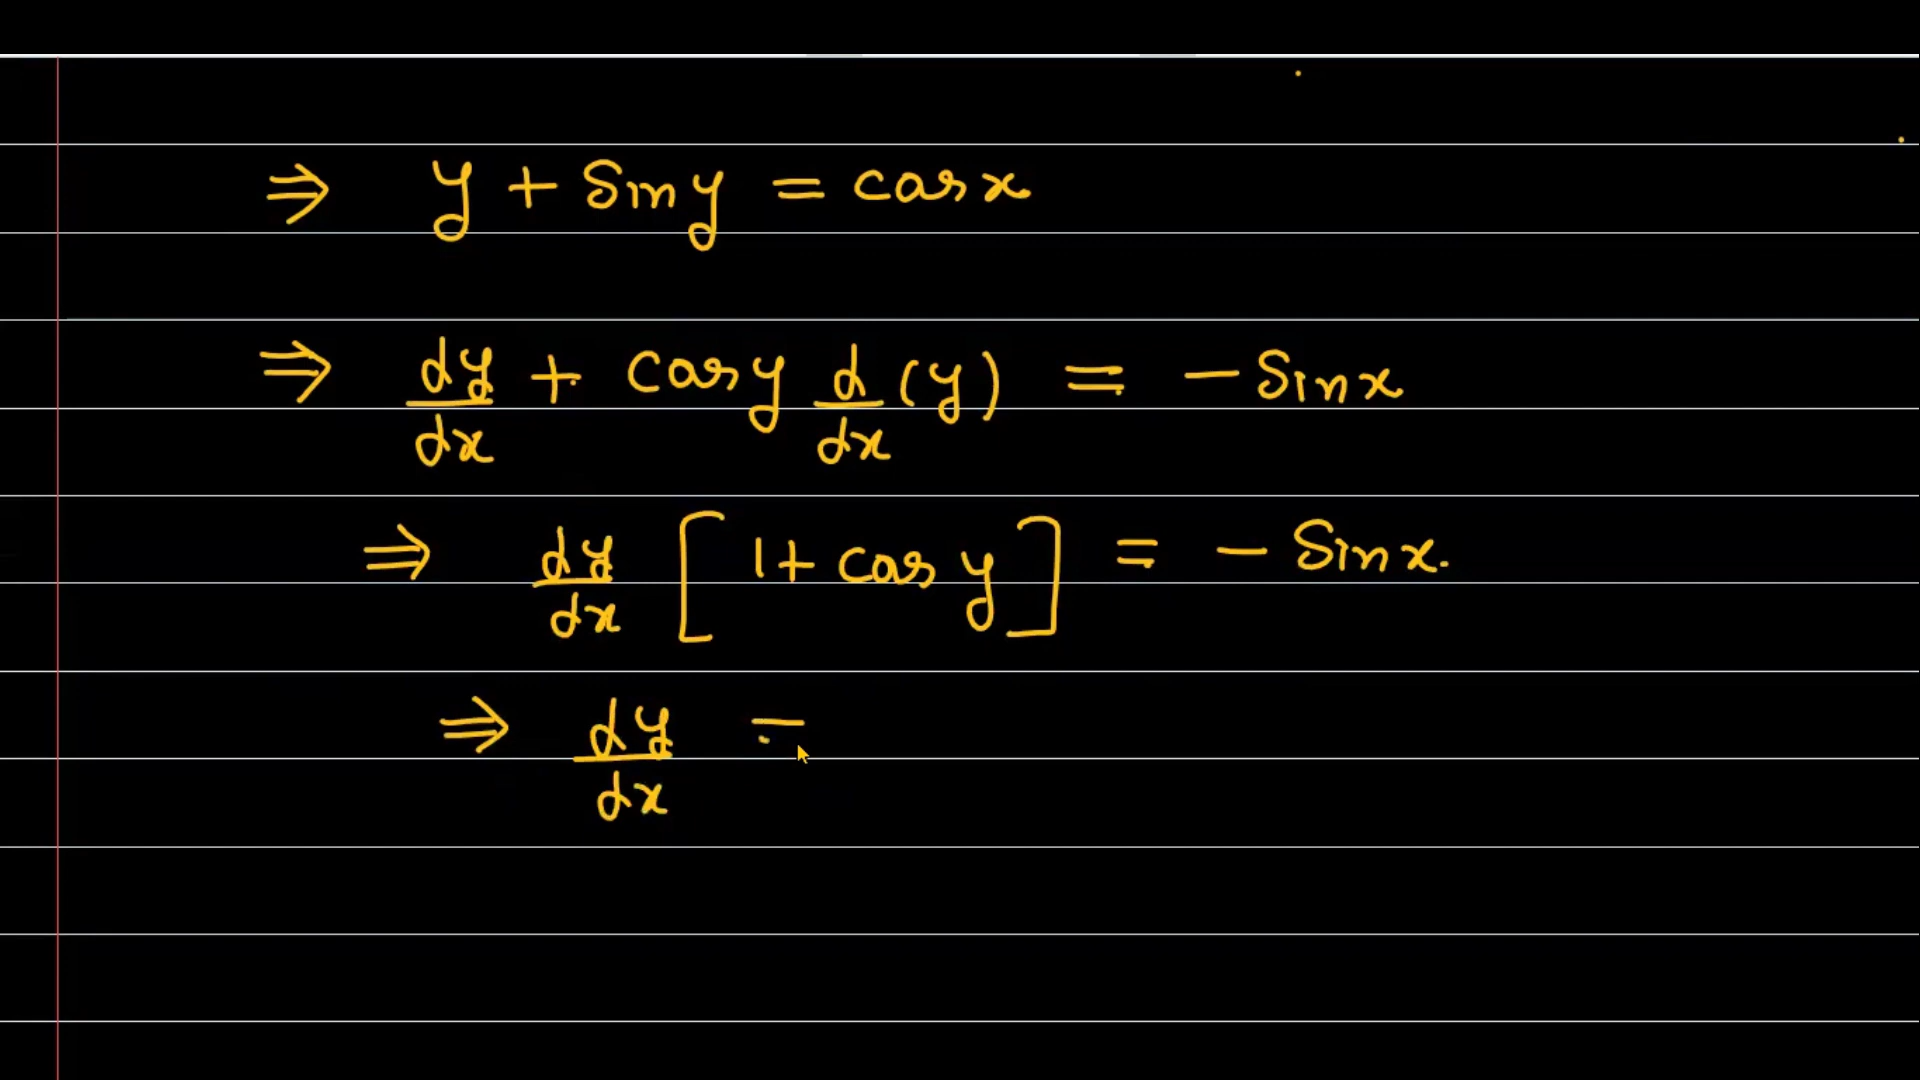 ⇒ y + Sin y = cos x
⇒ dy/dx + cos y d/dx (y) = - Sin x
⇒ dy/dx [1 + cos y] = - Sin x.
⇒ dy/dx =